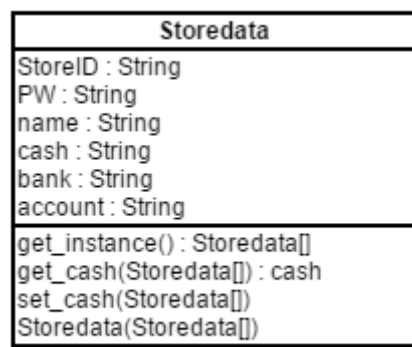 Storedata
StoreID : String
PW : String
name : String
cash : String
bank : String
account : String
get_instance() : Storedata[]
get_cash(Storedata[]) : cash
set_cash(Storedata[])
Storedata(Storedata[])